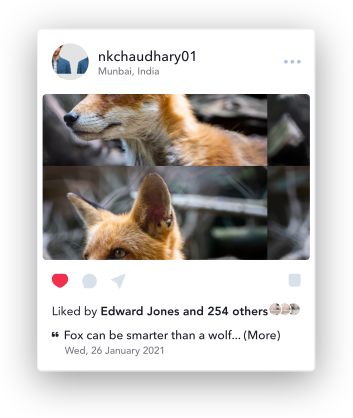 nkchaudhary01
Munbai, India
Liked by Edward Jones and 254 others
❝ Fox can be smarter than a wolf... (More)
Wed, 26 January 2021